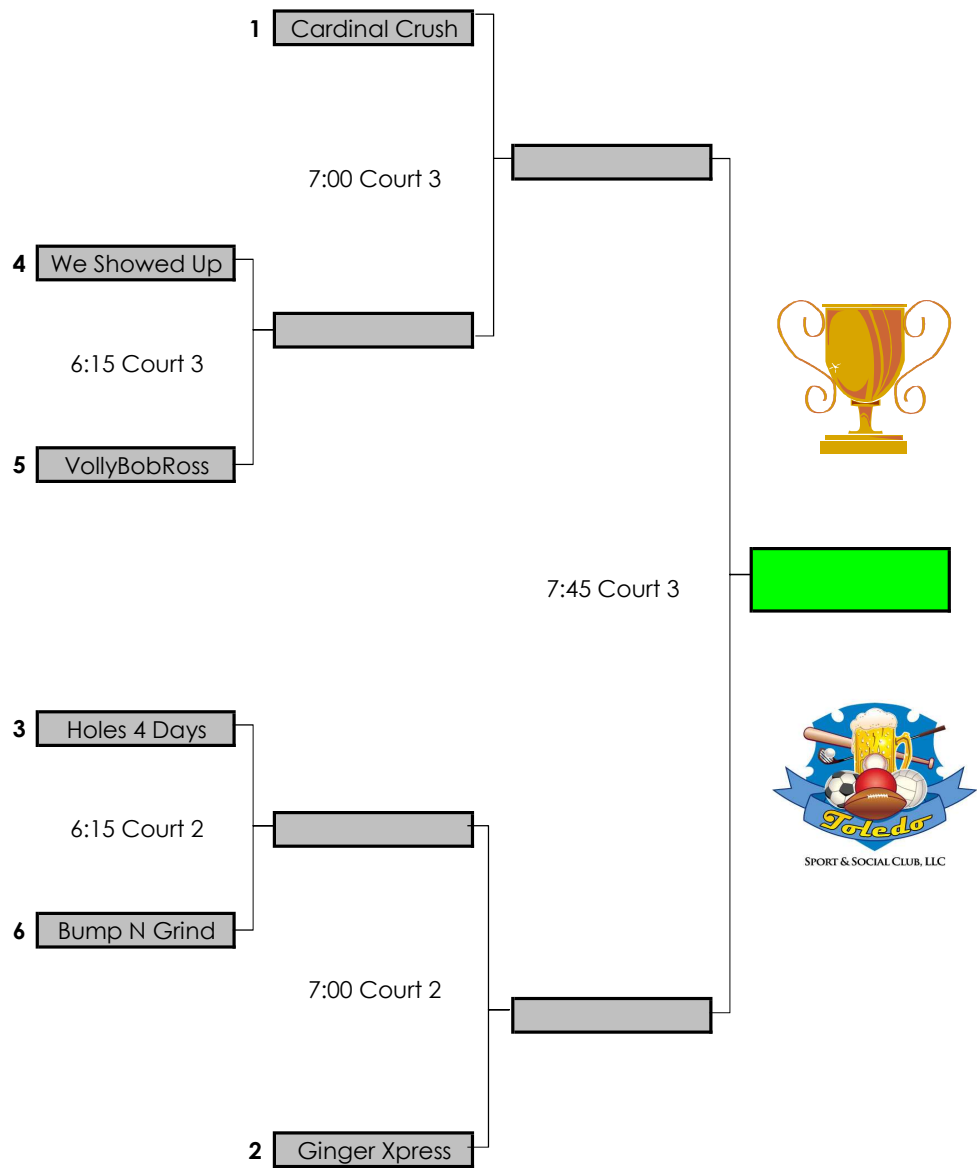 1 Cardinal Crush
7:00 Court 3
4 We Showed Up
6:15 Court 3
5 VollyBobRoss
7:45 Court 3
3 Holes 4 Days
6:15 Court 2
Toledo
SPORT & SOCIAL CLUB, LLC
6 Bump N Grind
7:00 Court 2
2 Ginger Xpress